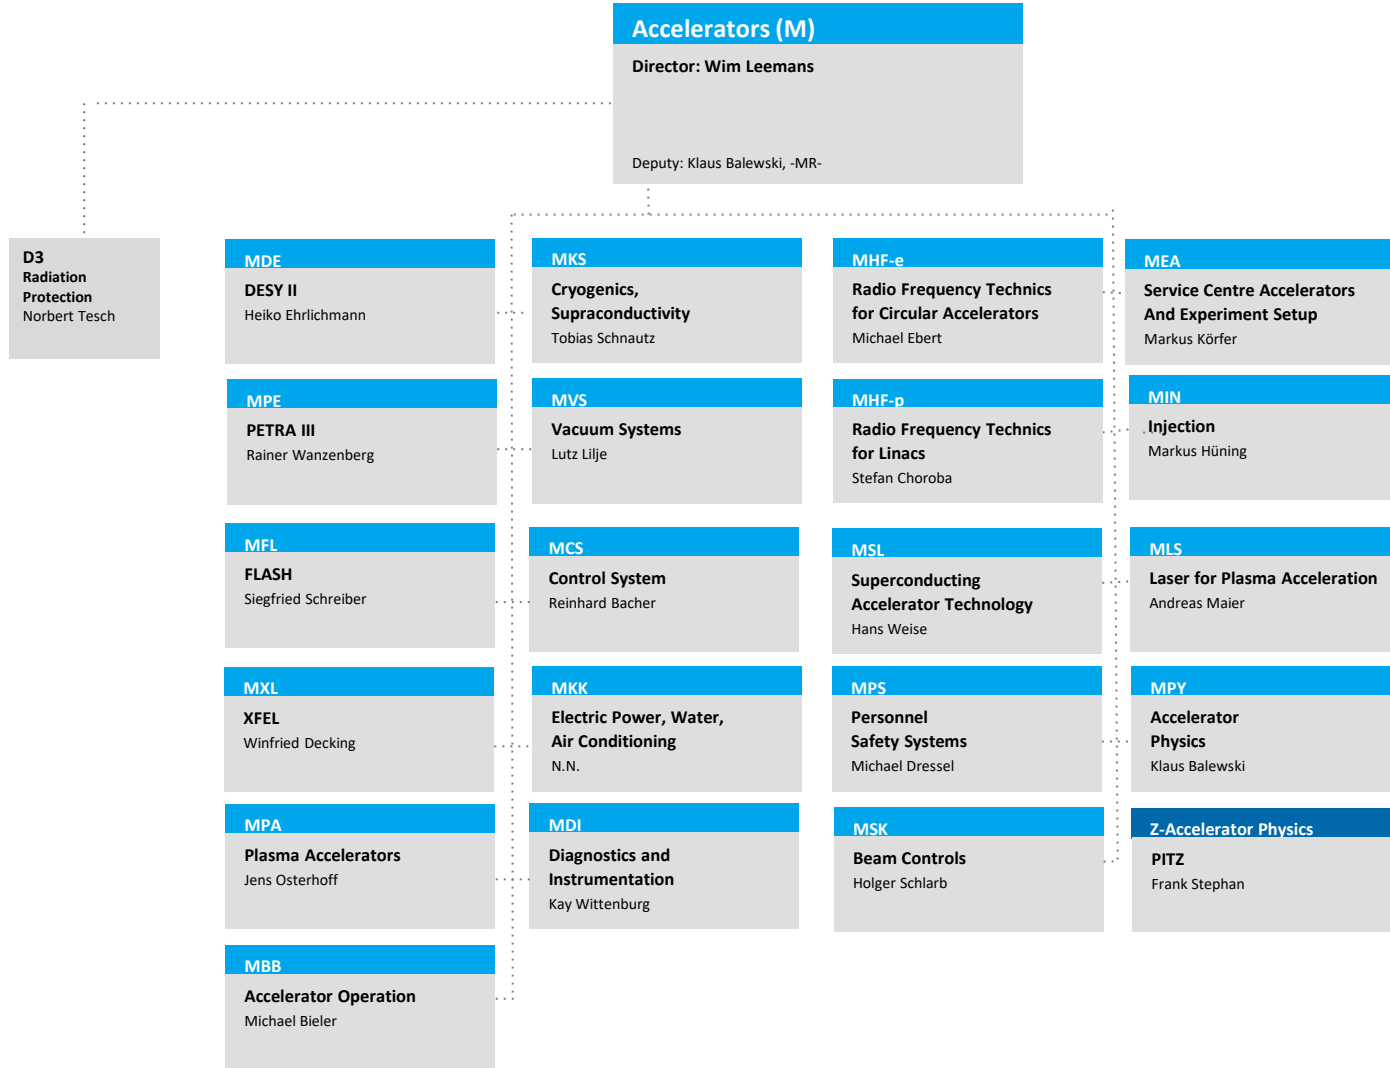 Accelerators (M)
Director: Wim Leemans
Deputy: Klaus Balewski, -MR-
D3
Radiation
Protection
Norbert Tesch
MDE
DESY II
Heiko Ehrlichmann
MKS
Cryogenics,
Supraconductivity
Tobias Schnautz
MHF-e
Radio Frequency Technics
for Circular Accelerators
Michael Ebert
MEA
Service Centre Accelerators
And Experiment Setup
Markus Körfer
MPE
PETRA III
Rainer Wanzenberg
MVS
Vacuum Systems
Lutz Lilje
MHF-p
Radio Frequency Technics
for Linacs
Stefan Choroba
MIN
Injection
Markus Hüning
MFL
FLASH
Siegfried Schreiber
MCS
Control System
Reinhard Bacher
MSL
Superconducting
Accelerator Technology
Hans Weise
MLS
Laser for Plasma Acceleration
Andreas Maier
MXL
XFEL
Winfried Decking
MKK
Electric Power, Water,
Air Conditioning
N.N.
MPS
Personnel
Safety Systems
Michael Dressel
MPY
Accelerator
Physics
Klaus Balewski
MPA
Plasma Accelerators
Jens Osterhoff
MDI
Diagnostics and
Instrumentation
Kay Wittenburg
MSK
Beam Controls
Holger Schlarb
Z-Accelerator Physics
PITZ
Frank Stephan
MBB
Accelerator Operation
Michael Bieler